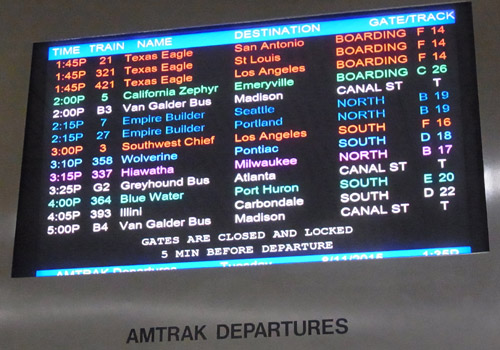 TIME TRAIN NAME DESTINATION GATE/TRACK
1:45P 21 Texas Eagle San Antonio BOARDING F 14
1:45P 321 Texas Eagle St Louis BOARDING F 14
1:45P 421 Texas Eagle Los Angeles BOARDING F 14
2:00P 5 California Zephyr Emeryville BOARDING C 26
2:00P B3 Van Galder Bus Madison CANAL ST T
2:15P 7 Empire Builder Seattle NORTH B 19
2:15P 27 Empire Builder Portland NORTH B 19
3:00P 3 Southwest Chief Los Angeles SOUTH F 16
3:10P 358 Wolverine Pontiac SOUTH D 18
3:15P 337 Hiawatha Milwaukee NORTH B 17
3:25P G2 Greyhound Bus Atlanta CANAL ST T
4:00P 364 Blue Water Port Huron SOUTH E 20
4:05P 393 Illini Carbondale SOUTH D 22
5:00P B4 Van Galder Bus Madison CANAL ST T
GATES ARE CLOSED AND LOCKED
5 MIN BEFORE DEPARTURE
AMTRAK Departures Tuesday 1:35P
AMTRAK DEPARTURES